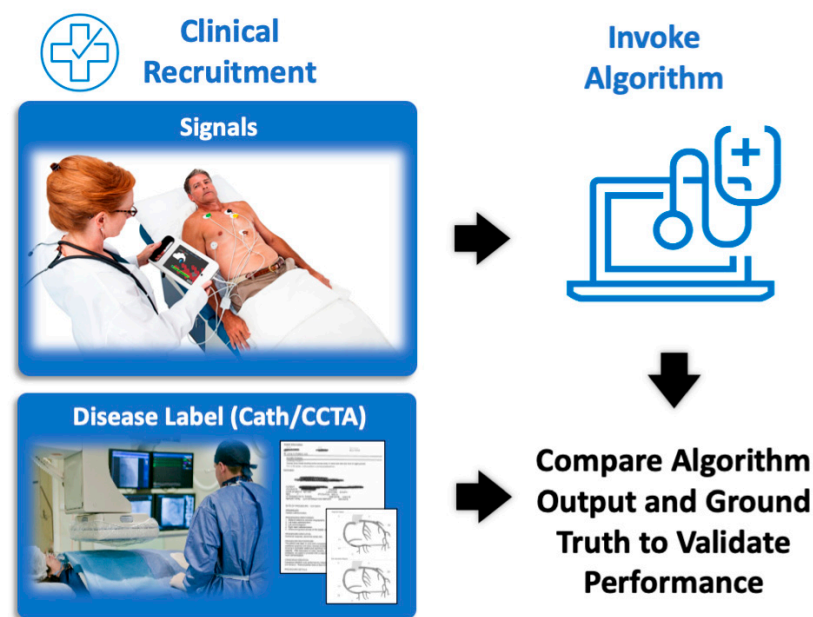 Clinical
Recruitment
Invoke
Algorithm
Signals
Disease Label (Cath/CCTA)
Compare Algorithm
Output and Ground
Truth to Validate
Performance